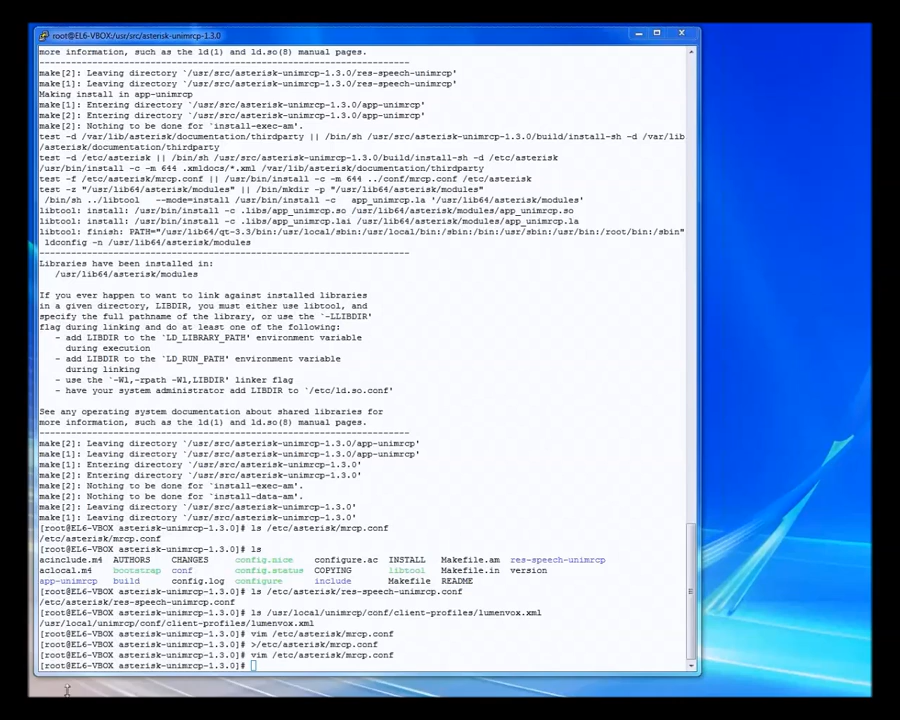 root@EL6-VBOX:/usr/src/asterisk-unimrcp-1.3.0
more information, such as the ld(1) and ld.so(8) manual pages.
----------------------------------------------------------------------
make[2]: Leaving directory `/usr/src/asterisk-unimrcp-1.3.0/res-speech-unimrcp'
make[1]: Leaving directory `/usr/src/asterisk-unimrcp-1.3.0/res-speech-unimrcp'
Making install in app-unimrcp
make[1]: Entering directory `/usr/src/asterisk-unimrcp-1.3.0/app-unimrcp'
make[2]: Entering directory `/usr/src/asterisk-unimrcp-1.3.0/app-unimrcp'
make[2]: Nothing to be done for `install-exec-am'.
test -d /var/lib/asterisk/documentation/thirdparty || /bin/sh /usr/src/asterisk-unimrcp-1.3.0/build/install-sh -d /var/lib
/asterisk/documentation/thirdparty
test -d /etc/asterisk || /bin/sh /usr/src/asterisk-unimrcp-1.3.0/build/install-sh -d /etc/asterisk
/usr/bin/install -c -m 644 .xmldocs/*.xml /var/lib/asterisk/documentation/thirdparty
test -f /etc/asterisk/mrcp.conf || /usr/bin/install -c -m 644 ../conf/mrcp.conf /etc/asterisk
test -z "/usr/lib64/asterisk/modules" || /bin/mkdir -p "/usr/lib64/asterisk/modules"
/bin/sh ../libtool   --mode=install /usr/bin/install -c   app_unimrcp.la '/usr/lib64/asterisk/modules'
libtool: install: /usr/bin/install -c .libs/app_unimrcp.so /usr/lib64/asterisk/modules/app_unimrcp.so
libtool: install: /usr/bin/install -c .libs/app_unimrcp.lai /usr/lib64/asterisk/modules/app_unimrcp.la
libtool: finish: PATH="/usr/lib64/qt-3.3/bin:/usr/local/sbin:/usr/local/bin:/sbin:/bin:/usr/sbin:/usr/bin:/root/bin:/sbin"
ldconfig -n /usr/lib64/asterisk/modules
----------------------------------------------------------------------
Libraries have been installed in:
/usr/lib64/asterisk/modules
If you ever happen to want to link against installed libraries
in a given directory, LIBDIR, you must either use libtool, and
specify the full pathname of the library, or use the `-LLIBDIR'
flag during linking and do at least one of the following:
- add LIBDIR to the `LD_LIBRARY_PATH' environment variable
during execution
- add LIBDIR to the `LD_RUN_PATH' environment variable
during linking
- use the `-Wl,-rpath -Wl,LIBDIR' linker flag
- have your system administrator add LIBDIR to `/etc/ld.so.conf'
See any operating system documentation about shared libraries for
more information, such as the ld(1) and ld.so(8) manual pages.
----------------------------------------------------------------------
make[2]: Leaving directory `/usr/src/asterisk-unimrcp-1.3.0/app-unimrcp'
make[1]: Leaving directory `/usr/src/asterisk-unimrcp-1.3.0/app-unimrcp'
make[1]: Entering directory `/usr/src/asterisk-unimrcp-1.3.0'
make[2]: Entering directory `/usr/src/asterisk-unimrcp-1.3.0'
make[2]: Nothing to be done for `install-exec-am'.
make[2]: Nothing to be done for `install-data-am'.
make[2]: Leaving directory `/usr/src/asterisk-unimrcp-1.3.0'
make[1]: Leaving directory `/usr/src/asterisk-unimrcp-1.3.0'
[root@EL6-VBOX asterisk-unimrcp-1.3.0]# ls /etc/asterisk/mrcp.conf
/etc/asterisk/mrcp.conf
[root@EL6-VBOX asterisk-unimrcp-1.3.0]# ls
acinclude.m4  AUTHORS    CHANGES     config.nice    configure.ac  INSTALL  Makefile.am  res-speech-unimrcp
aclocal.m4    bootstrap  conf        config.status  COPYING       libtool  Makefile.in  version
app-unimrcp   build      config.log  configure      include       Makefile  README
[root@EL6-VBOX asterisk-unimrcp-1.3.0]# ls /etc/asterisk/res-speech-unimrcp.conf
/etc/asterisk/res-speech-unimrcp.conf
[root@EL6-VBOX asterisk-unimrcp-1.3.0]# ls /usr/local/unimrcp/conf/client-profiles/lumenvox.xml
/usr/local/unimrcp/conf/client-profiles/lumenvox.xml
[root@EL6-VBOX asterisk-unimrcp-1.3.0]# vim /etc/asterisk/mrcp.conf
[root@EL6-VBOX asterisk-unimrcp-1.3.0]# >/etc/asterisk/mrcp.conf
[root@EL6-VBOX asterisk-unimrcp-1.3.0]# vim /etc/asterisk/mrcp.conf
[root@EL6-VBOX asterisk-unimrcp-1.3.0]#